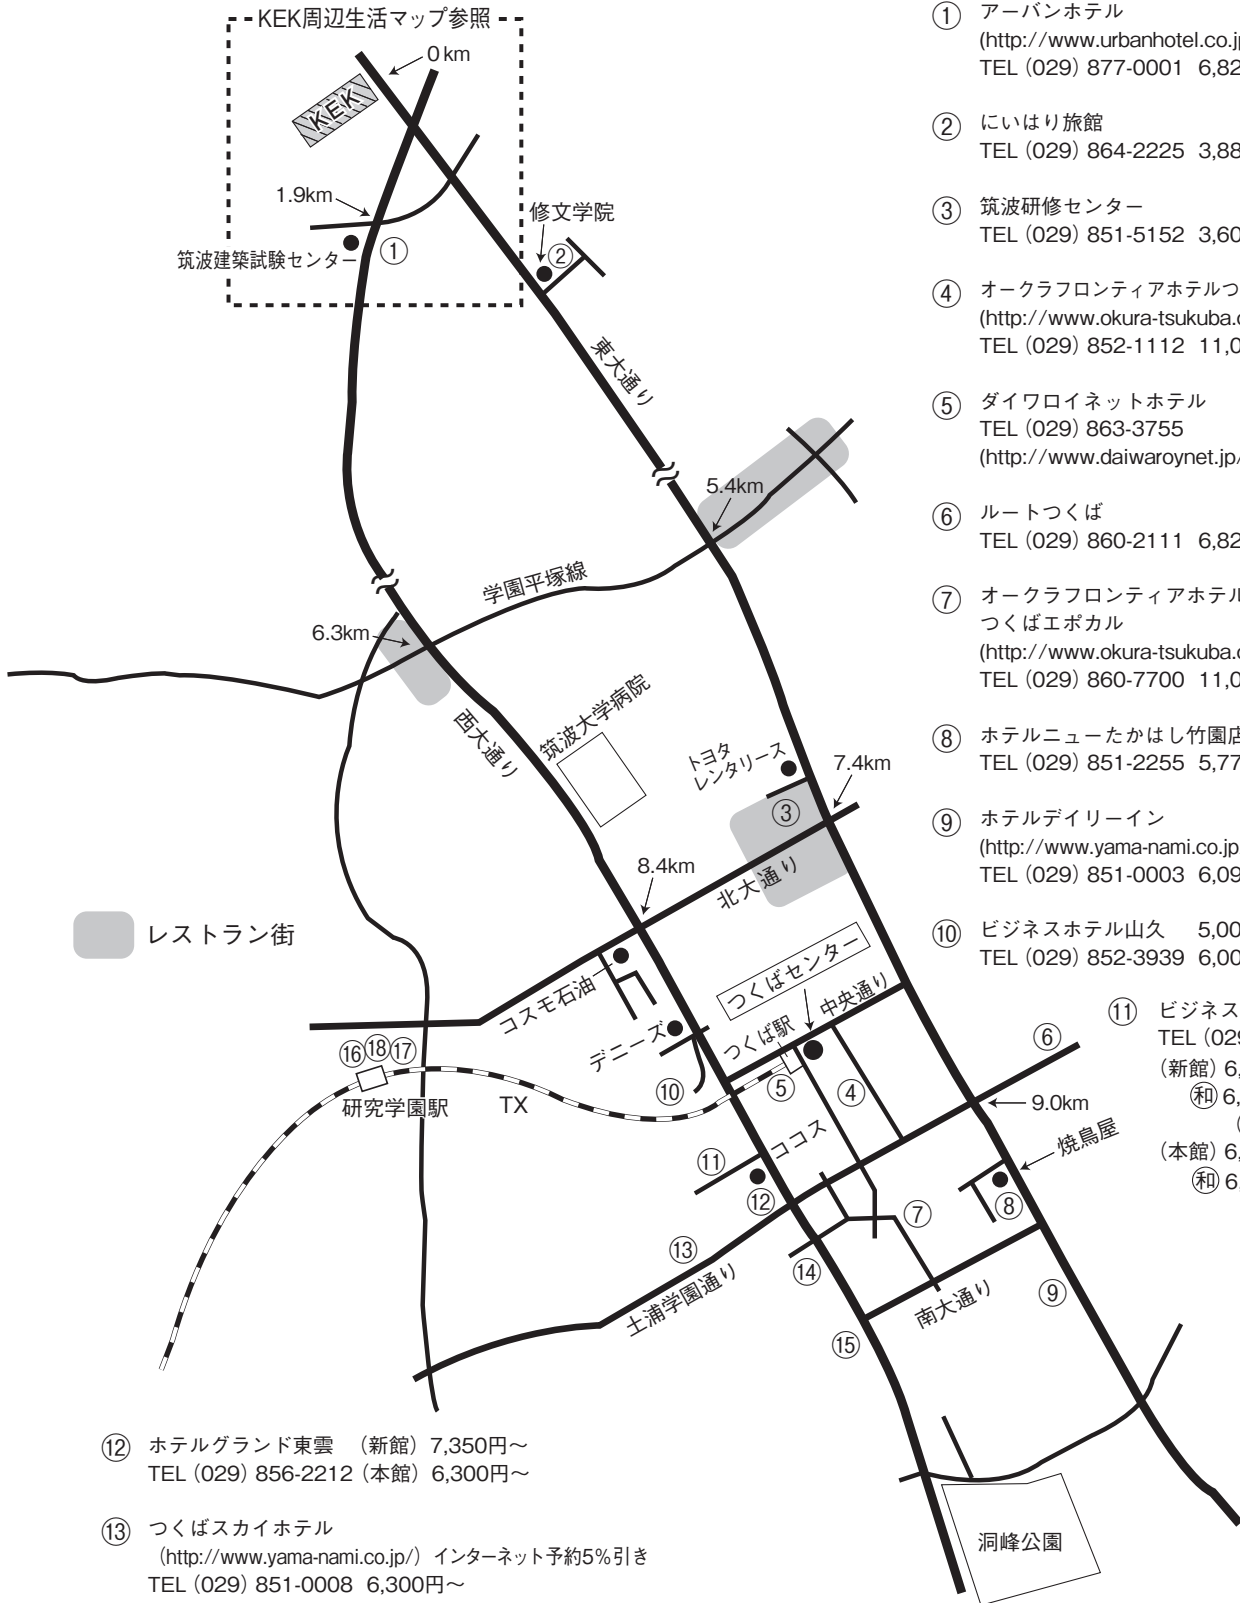 KEK周辺生活マップ参照
0 km
KEK
1.9km
筑波建築試験センター
①
修文学院
②
東大通り
5.4km
学園平塚線
6.3km
西大通り
筑波大学病院
トヨタ
レンタリース
7.4km
③
8.4km
北大通り
レストラン街
つくばセンター
コスモ石油
中央通り
つくば駅
デニーズ
⑥
⑯⑱⑰
⑩
⑤
④
研究学園駅
TX
9.0km
ココス
焼鳥屋
⑪
⑫
⑧
⑦
⑬
⑭
土浦学園通り
南大通り
⑨
⑮
洞峰公園
① アーバンホテル
(http://www.urbanhotel.co.jp
TEL (029) 877-0001 6,82
② にいはり旅館
TEL (029) 864-2225 3,88
③ 筑波研修センター
TEL (029) 851-5152 3,60
④ オークラフロンティアホテルつ
(http://www.okura-tsukuba.c
TEL (029) 852-1112 11,0
⑤ ダイワロイネットホテル
TEL (029) 863-3755
(http://www.daiwaroynet.jp/
⑥ ルートつくば
TEL (029) 860-2111 6,82
⑦ オークラフロンティアホテル
つくばエポカル
(http://www.okura-tsukuba.c
TEL (029) 860-7700 11,0
⑧ ホテルニューたかはし竹園店
TEL (029) 851-2255 5,77
⑨ ホテルデイリーイン
(http://www.yama-nami.co.jp
TEL (029) 851-0003 6,09
⑩ ビジネスホテル山久 5,00
TEL (029) 852-3939 6,00
⑪ ビジネス
TEL (029
(新館) 6,
㊒ 6,
(
(本館) 6,
㊒ 6,
⑫ ホテルグランド東雲 (新館) 7,350円～
TEL (029) 856-2212 (本館) 6,300円～
⑬ つくばスカイホテル
(http://www.yama-nami.co.jp/) インターネット予約5%引き
TEL (029) 851-0008 6,300円～